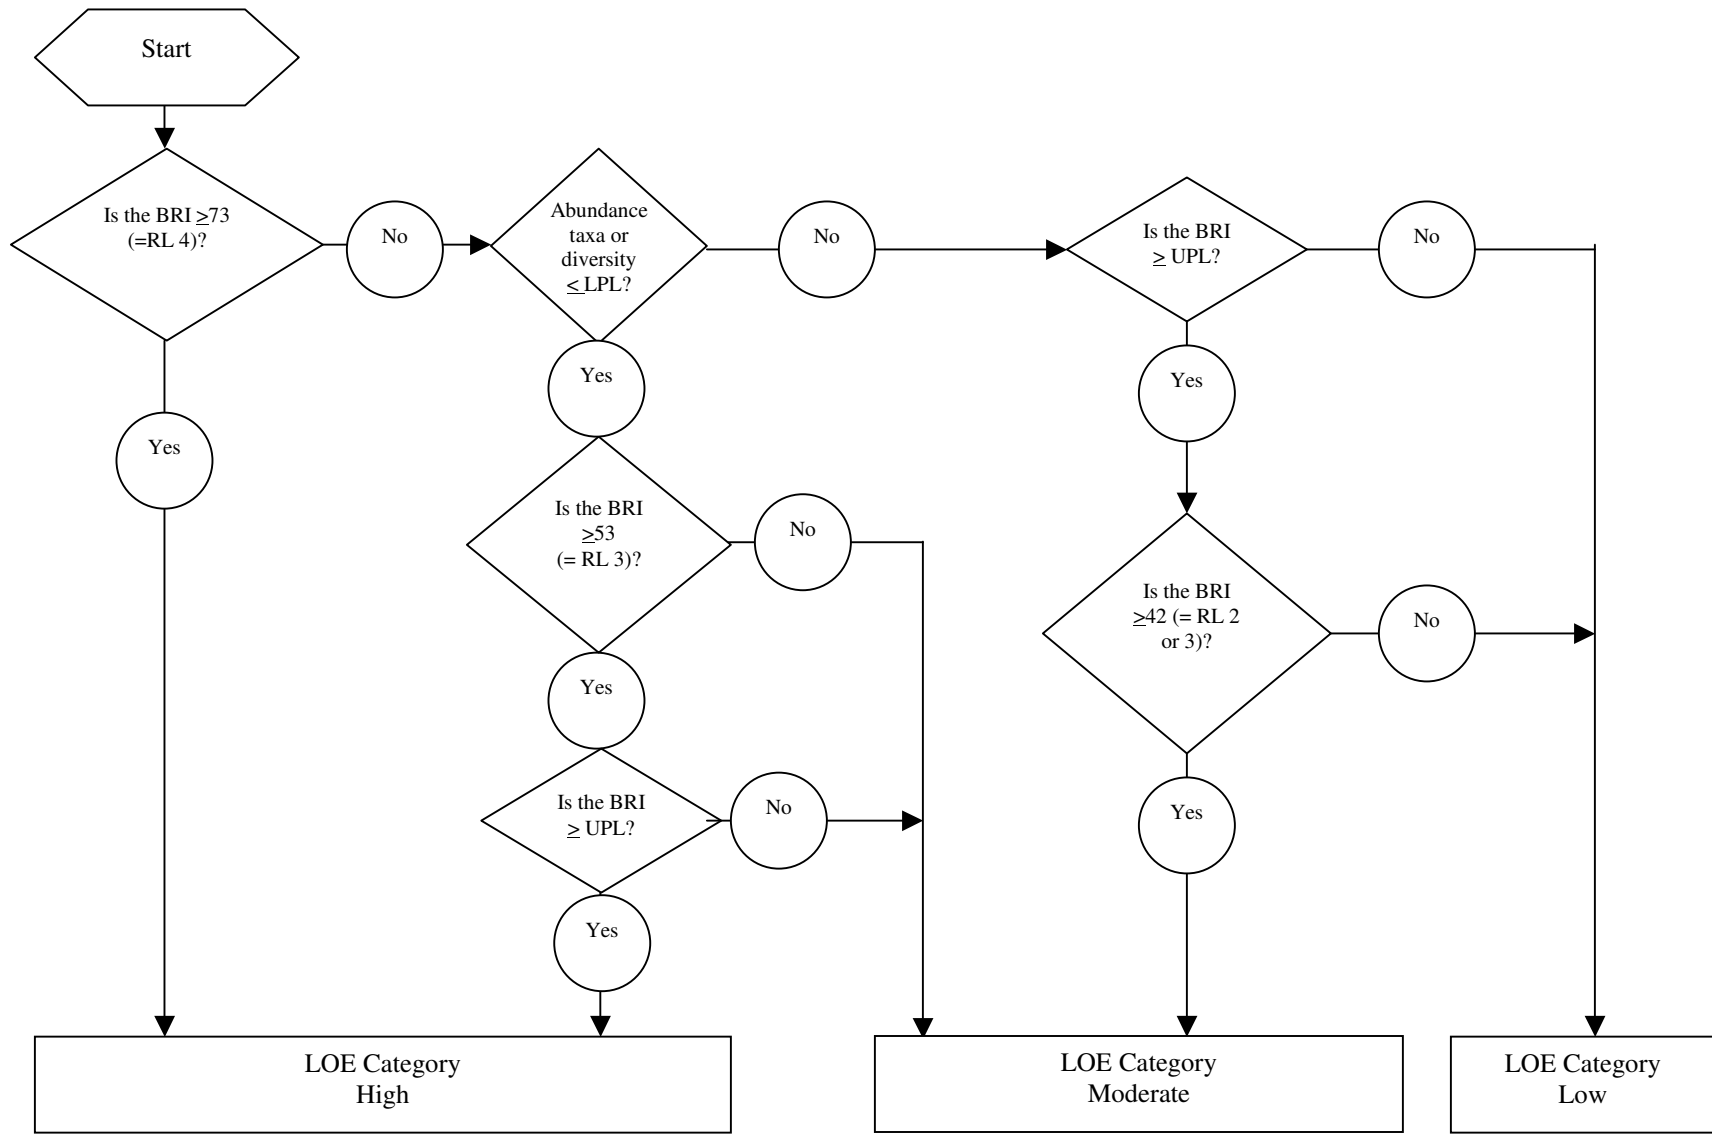 Start
Is the BRI ≥73
(=RL 4)?
No
Abundance
taxa or
diversity
≤ LPL?
No
Is the BRI
≥ UPL?
No
Yes
Yes
Yes
Is the BRI
≥53
(= RL 3)?
No
Is the BRI
≥42 (= RL 2
or 3)?
No
Yes
Is the BRI
≥ UPL?
No
Yes
Yes
LOE Category
High
LOE Category
Moderate
LOE Category
Low